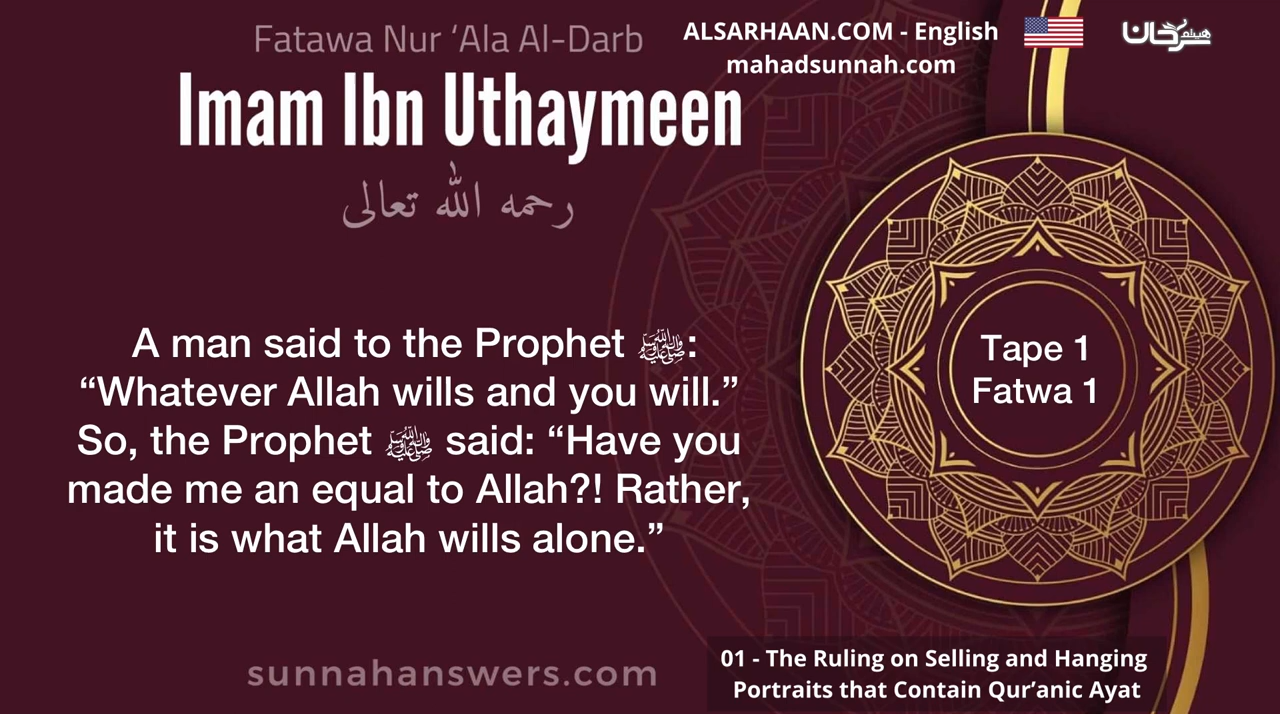 Fatawa Nur ‘Ala Al-Darb
ALSARHAAN.COM - English
mahadsunnah.com
هيثم سرحان
Imam Ibn Uthaymeen
رحمه الله تعالى
A man said to the Prophet ﷺ:
“Whatever Allah wills and you will.”
So, the Prophet ﷺ said: “Have you
made me an equal to Allah?! Rather,
it is what Allah wills alone.”
Tape 1
Fatwa 1
sunnahanswers.com
01 - The Ruling on Selling and Hanging
Portraits that Contain Qur’anic Ayat